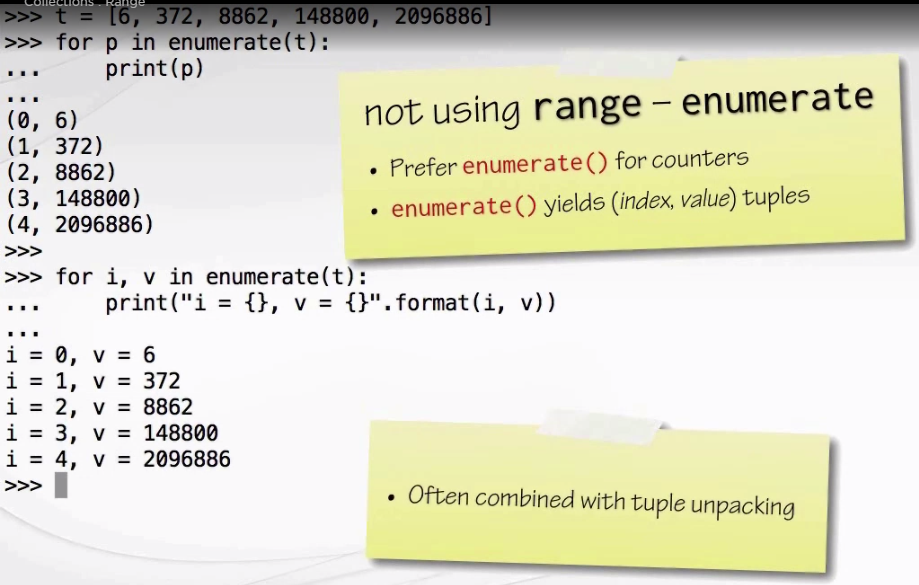 Collections : Range
>>> t = [6, 372, 8862, 148800, 2096886]
>>> for p in enumerate(t):
...     print(p)
...
(0, 6)
(1, 372)
(2, 8862)
(3, 148800)
(4, 2096886)
>>>
>>> for i, v in enumerate(t):
...     print("i = {}, v = {}".format(i, v))
...
i = 0, v = 6
i = 1, v = 372
i = 2, v = 8862
i = 3, v = 148800
i = 4, v = 2096886
>>>
not using range – enumerate
• Prefer enumerate() for counters
• enumerate() yields (index, value) tuples
• Often combined with tuple unpacking